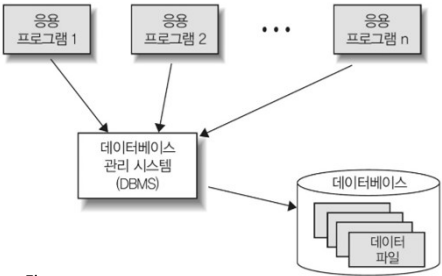 응용
프로그램 1
응용
프로그램 2
• • •
응용
프로그램 n
데이터베이스
관리 시스템
(DBMS)
데이터베이스
데이터
파일